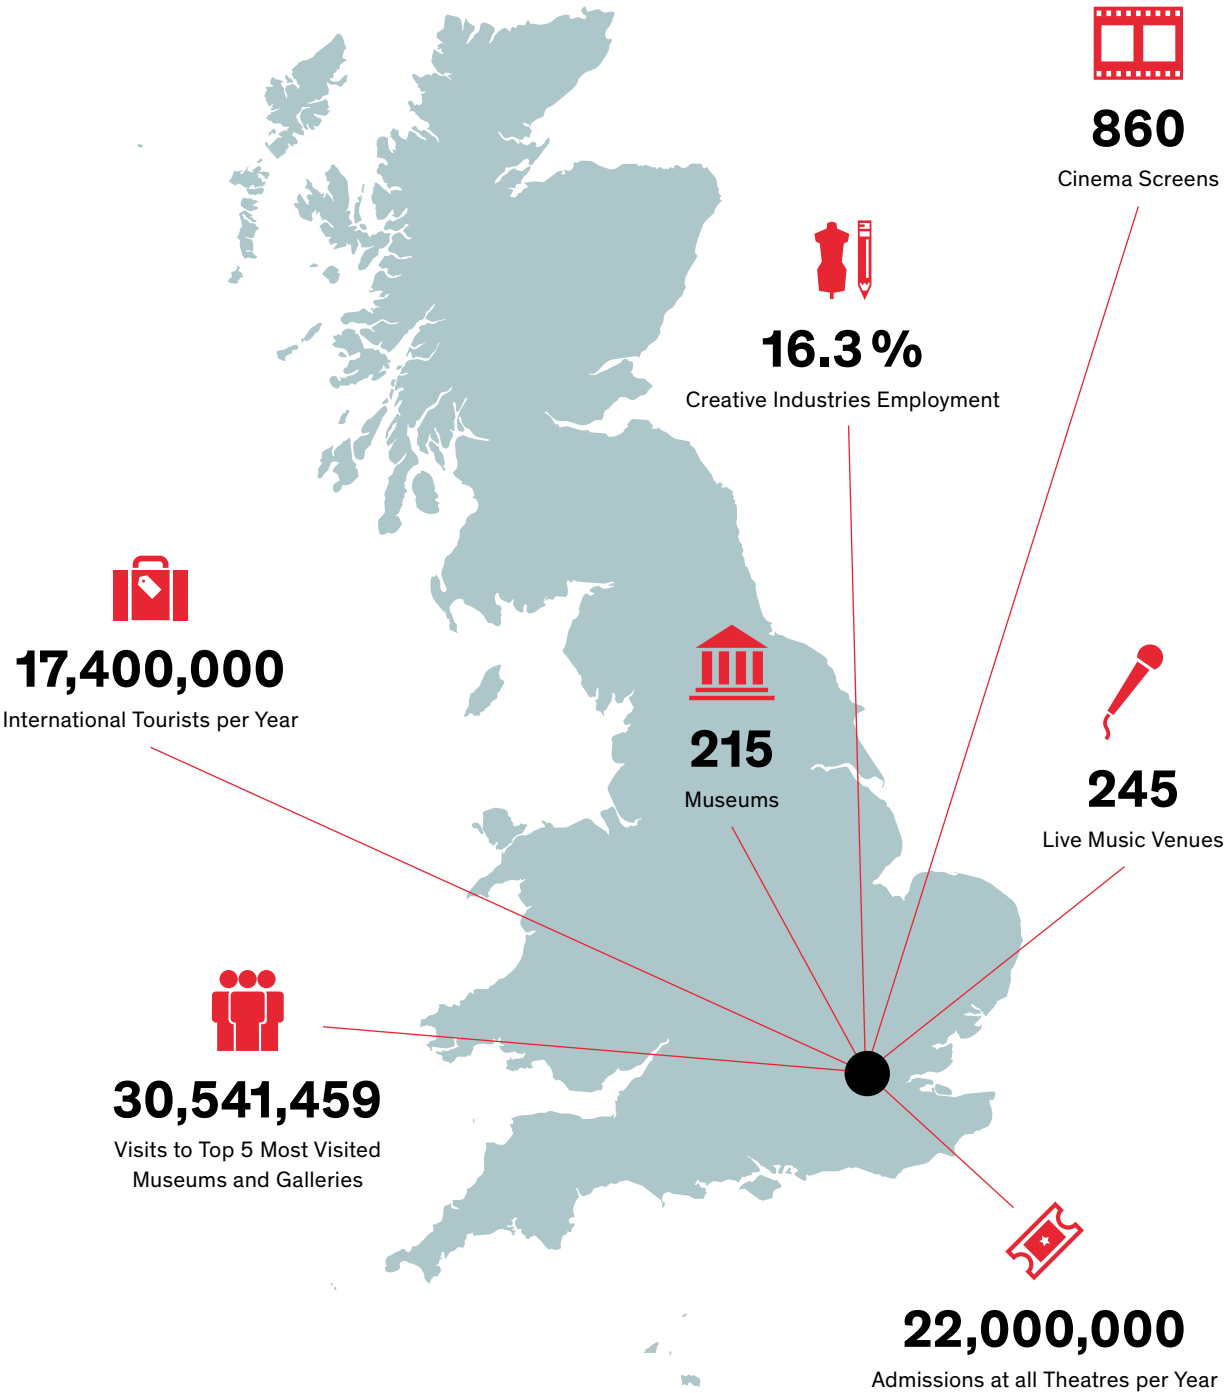 860
Cinema Screens
16.3 %
Creative Industries Employment
17,400,000
International Tourists per Year
215
Museums
245
Live Music Venues
30,541,459
Visits to Top 5 Most Visited
Museums and Galleries
22,000,000
Admissions at all Theatres per Year